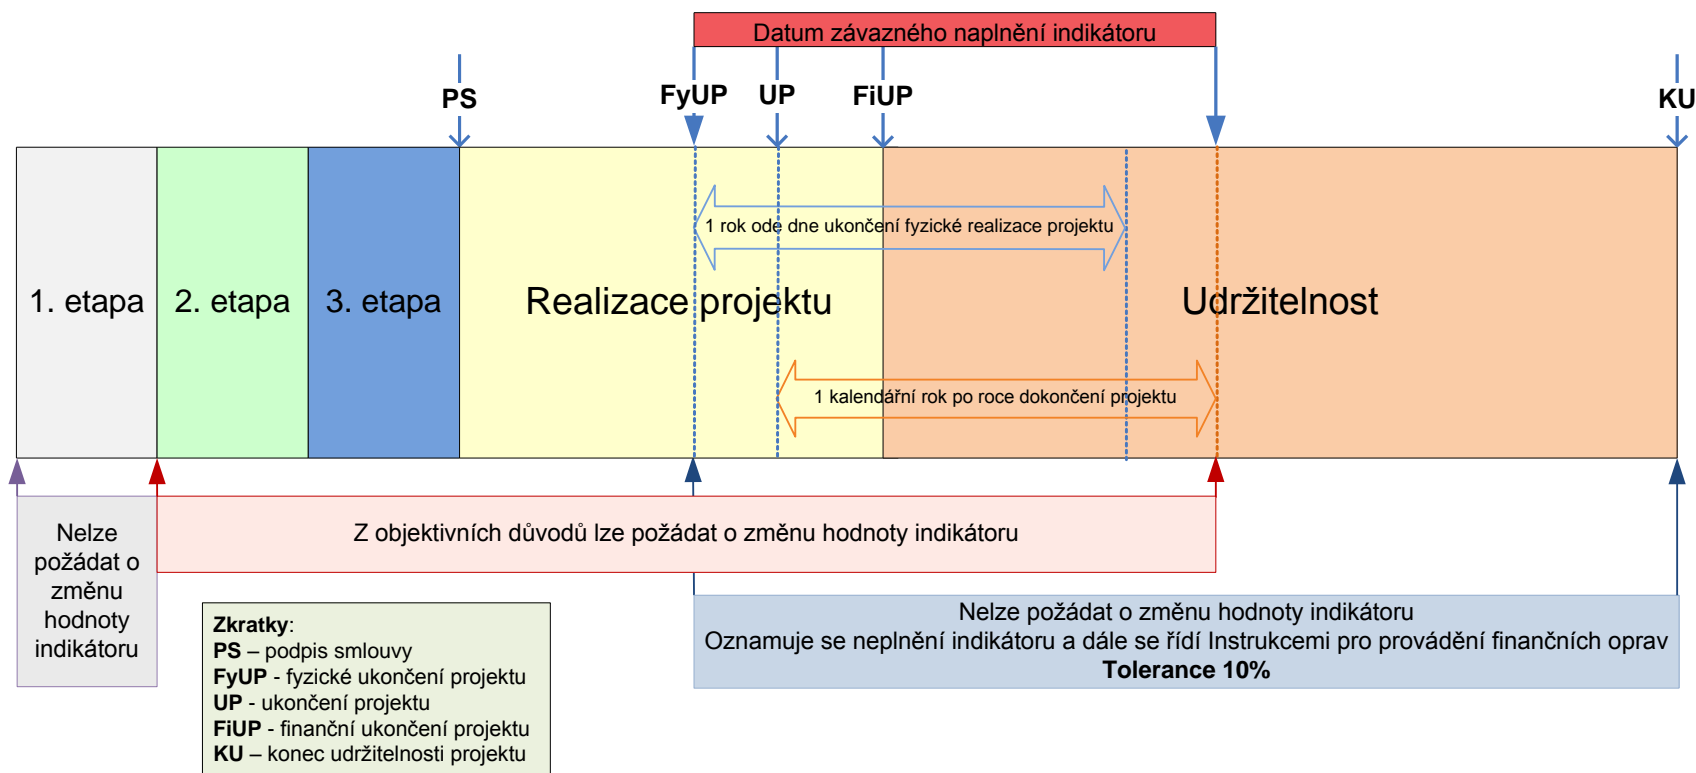 Datum závazného naplnění indikátoru
PS
FyUP
UP
FiUP
KU
1 rok ode dne ukončení fyzické realizace projektu
1. etapa
2. etapa
3. etapa
Realizace projektu
Udržitelnost
1 kalendářní rok po roce dokončení projektu
Nelze
požádat o
změnu
hodnoty
indikátoru
Z objektivních důvodů lze požádat o změnu hodnoty indikátoru
Nelze požádat o změnu hodnoty indikátoru
Oznamuje se neplnění indikátoru a dále se řídí Instrukcemi pro provádění finančních oprav
Tolerance 10%
Zkratky:
PS – podpis smlouvy
FyUP - fyzické ukončení projektu
UP - ukončení projektu
FiUP - finanční ukončení projektu
KU – konec udržitelnosti projektu